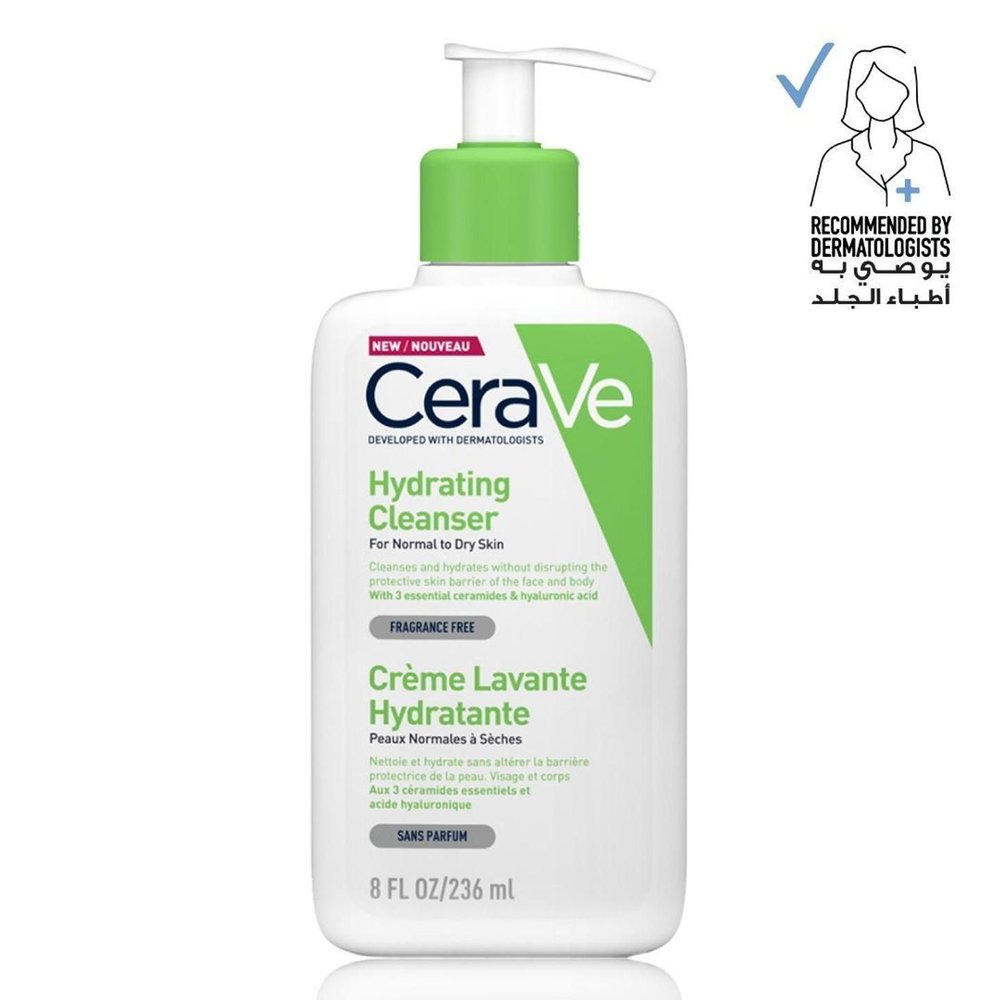 RECOMMENDED BY
DERMATOLOGISTS
يوصي به
أطباء الجلد
NEW / NOUVEAU
CeraVe
DEVELOPED WITH DERMATOLOGISTS
Hydrating
Cleanser
For Normal to Dry Skin
Cleanses and hydrates without disrupting the
protective skin barrier of the face and body
With 3 essential ceramides & hyaluronic acid
FRAGRANCE FREE
Crème Lavante
Hydratante
Peaux Normales à Sèches
Nettoie et hydrate sans altérer la barrière
protectrice de la peau. Visage et corps
Aux 3 céramides essentiels et
acide hyaluronique
SANS PARFUM
8 FL OZ/236 ml